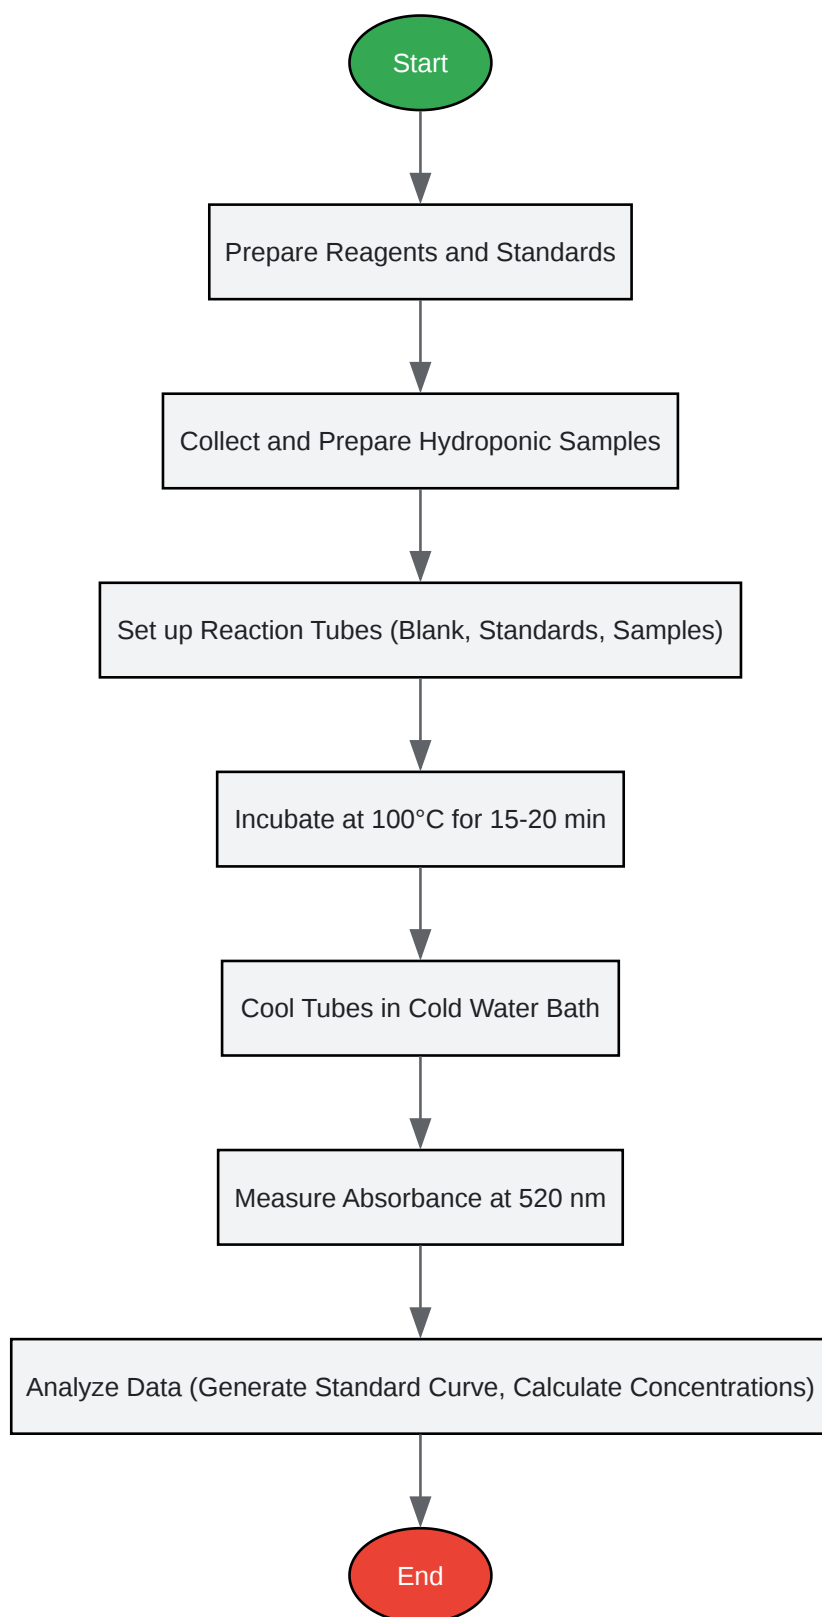 Start
Prepare Reagents and Standards
Collect and Prepare Hydroponic Samples
Set up Reaction Tubes (Blank, Standards, Samples)
Incubate at 100°C for 15-20 min
Cool Tubes in Cold Water Bath
Measure Absorbance at 520 nm
Analyze Data (Generate Standard Curve, Calculate Concentrations)
End